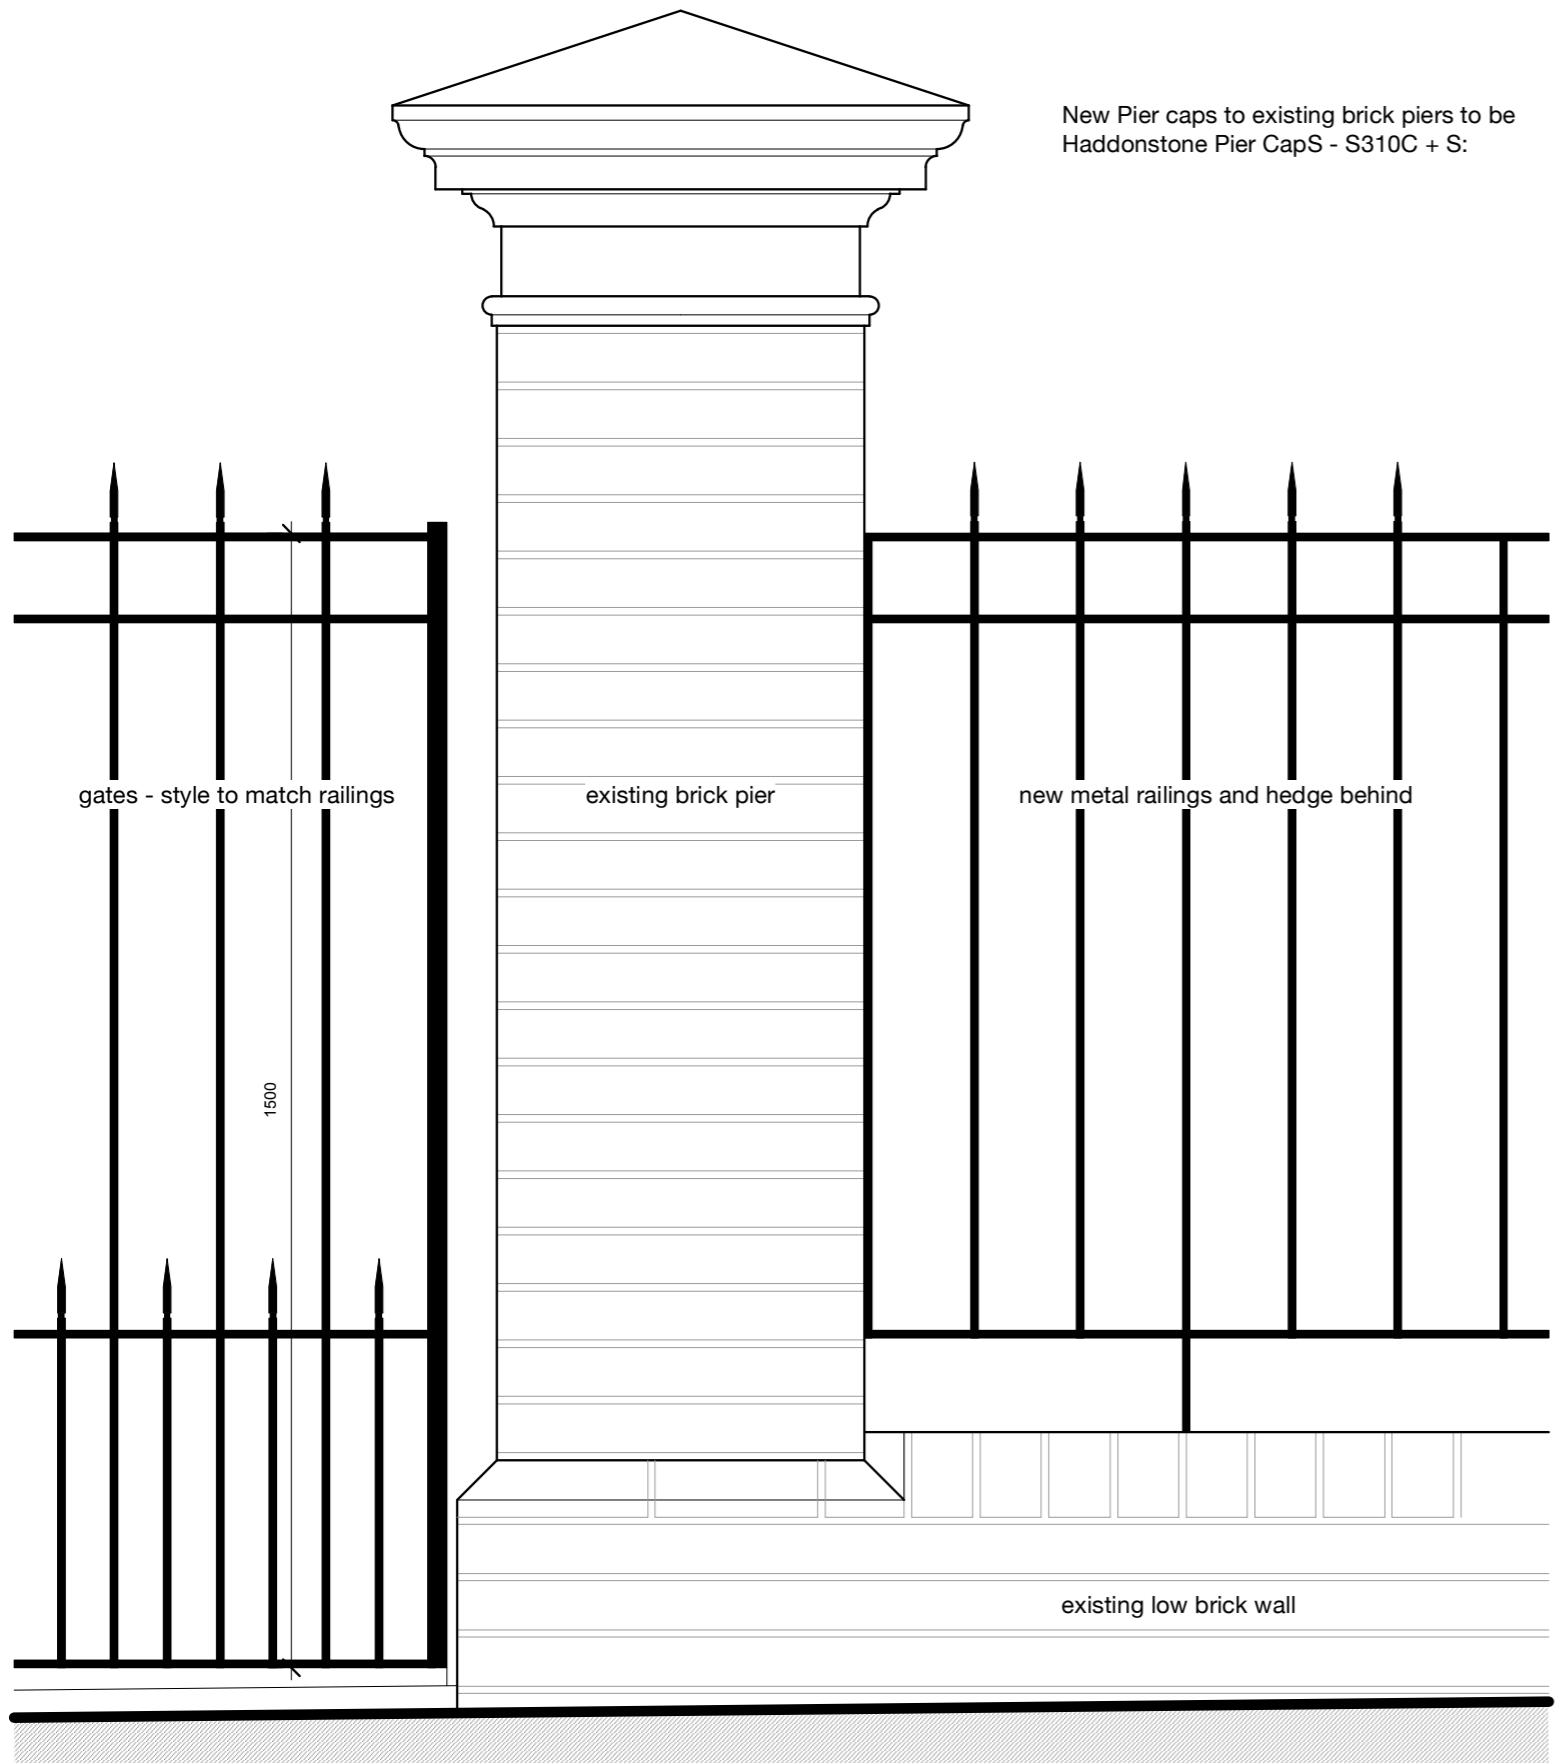 New Pier caps to existing brick piers to be
Haddonstone Pier CapS - S310C + S:
gates - style to match railings
existing brick pier
new metal railings and hedge behind
1500
existing low brick wall